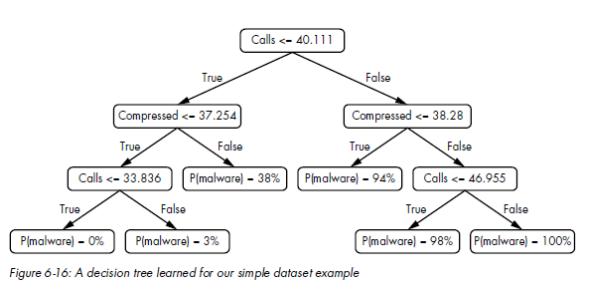 Calls <= 40.111
True False
Compressed <= 37.254 Compressed <= 38.28
True False True False
Calls <= 33.836 P(malware) = 38% P(malware) = 94% Calls <= 46.955
True False True False
P(malware) = 0% P(malware) = 3% P(malware) = 98% P(malware) = 100%
Figure 6-16: A decision tree learned for our simple dataset example